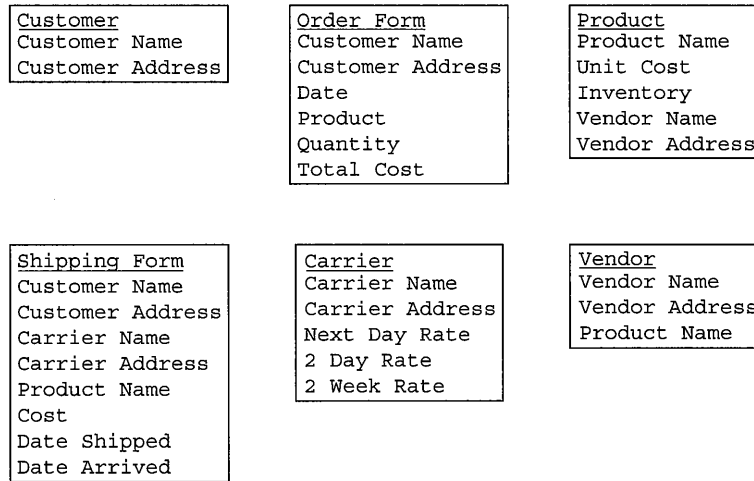 Customer
Customer Name
Customer Address
Order Form
Customer Name
Customer Address
Date
Product
Quantity
Total Cost
Product
Product Name
Unit Cost
Inventory
Vendor Name
Vendor Address
Shipping Form
Customer Name
Customer Address
Carrier Name
Carrier Address
Product Name
Cost
Date Shipped
Date Arrived
Carrier
Carrier Name
Carrier Address
Next Day Rate
2 Day Rate
2 Week Rate
Vendor
Vendor Name
Vendor Address
Product Name